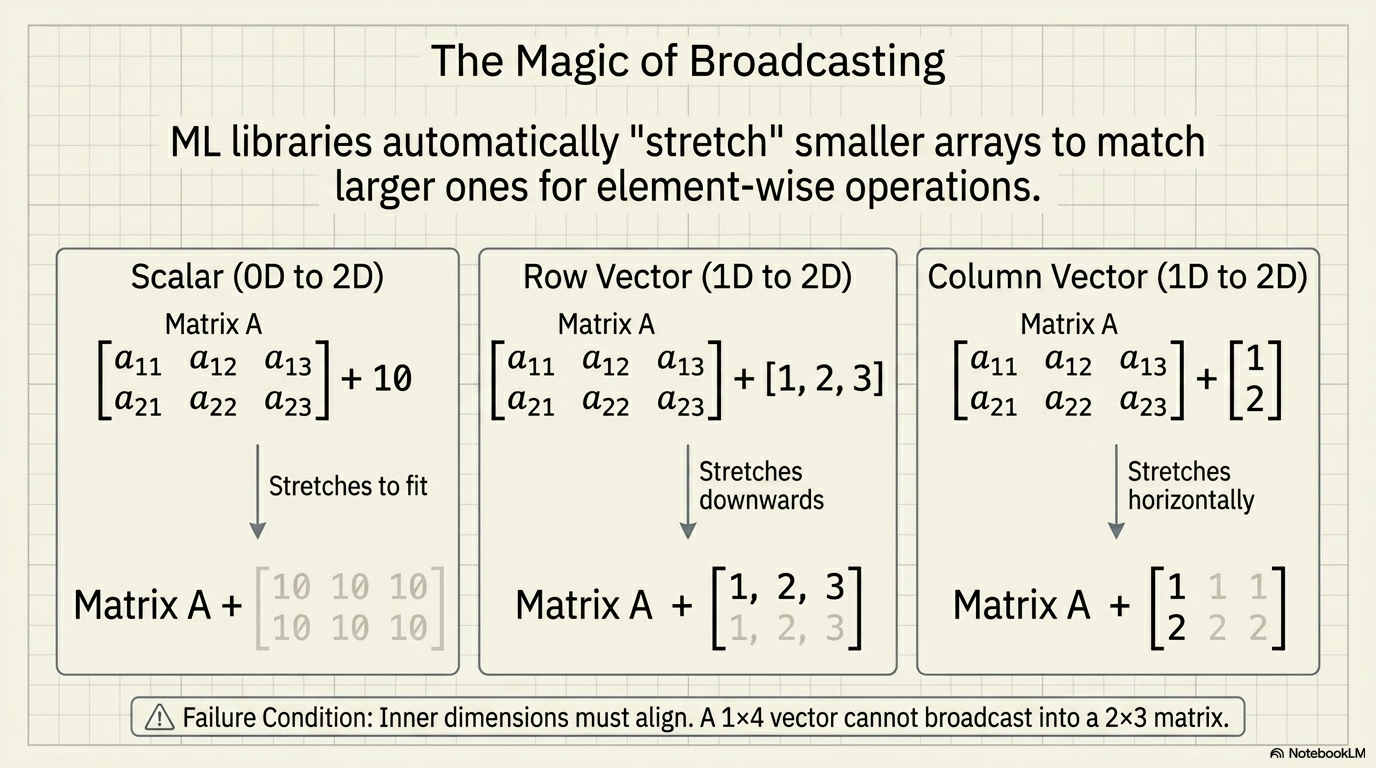 The Magic of Broadcasting
ML libraries automatically "stretch" smaller arrays to match
larger ones for element-wise operations.
Scalar (0D to 2D)
Matrix A
[a₁₁ a₁₂ a₁₃]
[a₂₁ a₂₂ a₂₃] + 10
Stretches to fit
Matrix A + [10 10 10]
[10 10 10]
Row Vector (1D to 2D)
Matrix A
[a₁₁ a₁₂ a₁₃]
[a₂₁ a₂₂ a₂₃] + [1, 2, 3]
Stretches
downwards
Matrix A + [1, 2, 3]
[1, 2, 3]
Column Vector (1D to 2D)
Matrix A
[a₁₁ a₁₂ a₁₃] + [1]
[a₂₁ a₂₂ a₂₃] [2]
Stretches
horizontally
Matrix A + [1 1 1]
[2 2 2]
Failure Condition: Inner dimensions must align. A 1×4 vector cannot broadcast into a 2×3 matrix.
NotebookLM